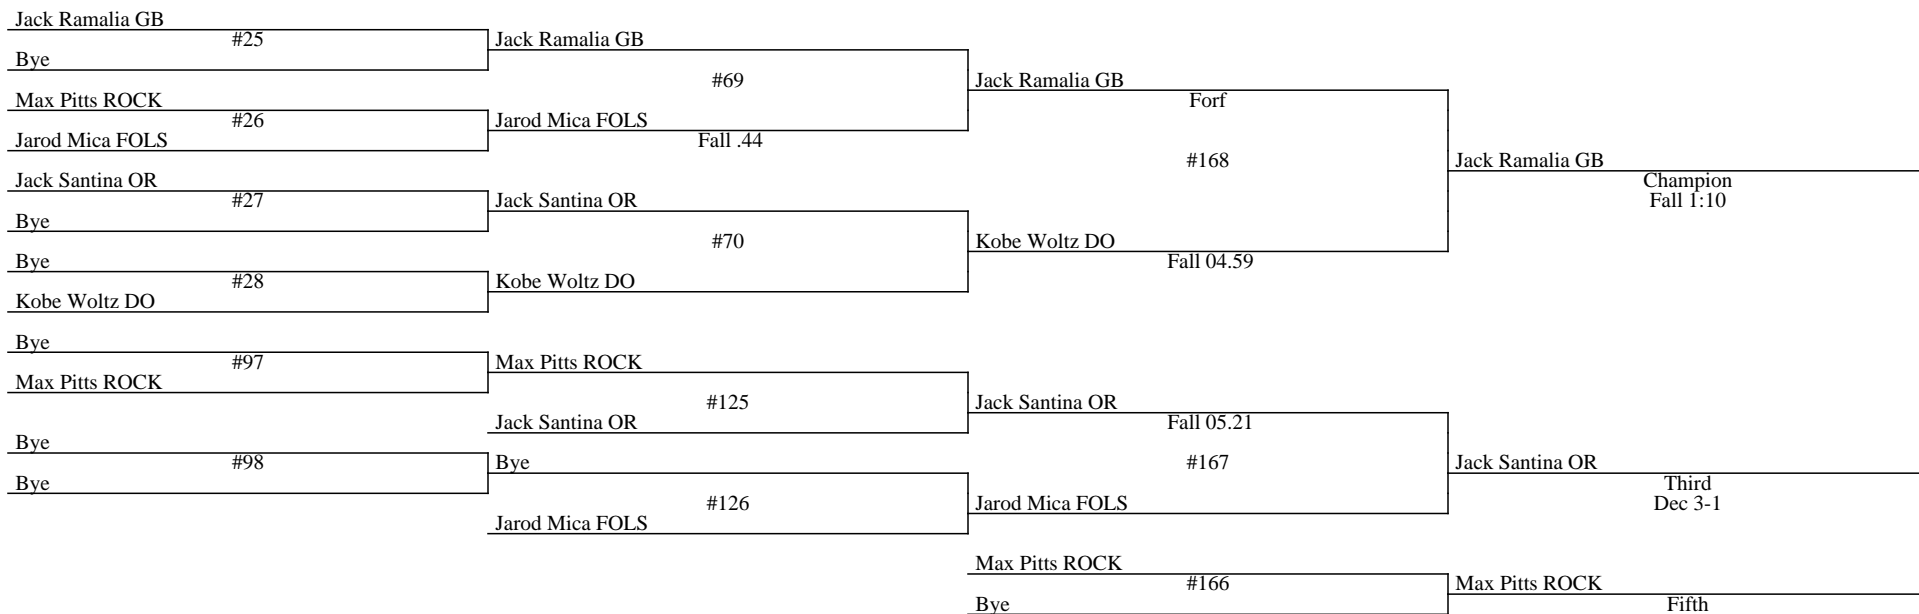 Jack Ramalia GB
#25
Jack Ramalia GB
Bye
#69
Jack Ramalia GB
Max Pitts ROCK
Forf
#26
Jarod Mica FOLS
Jarod Mica FOLS
Fall .44
#168
Jack Ramalia GB
Jack Santina OR
Champion
#27
Jack Santina OR
Fall 1:10
Bye
#70
Kobe Woltz DO
Bye
Fall 04.59
#28
Kobe Woltz DO
Kobe Woltz DO
Bye
#97
Max Pitts ROCK
Max Pitts ROCK
#125
Jack Santina OR
Jack Santina OR
Fall 05.21
Bye
#98
Bye
#167
Jack Santina OR
Bye
Third
#126
Jarod Mica FOLS
Dec 3-1
Jarod Mica FOLS
Max Pitts ROCK
#166
Max Pitts ROCK
Bye
Fifth